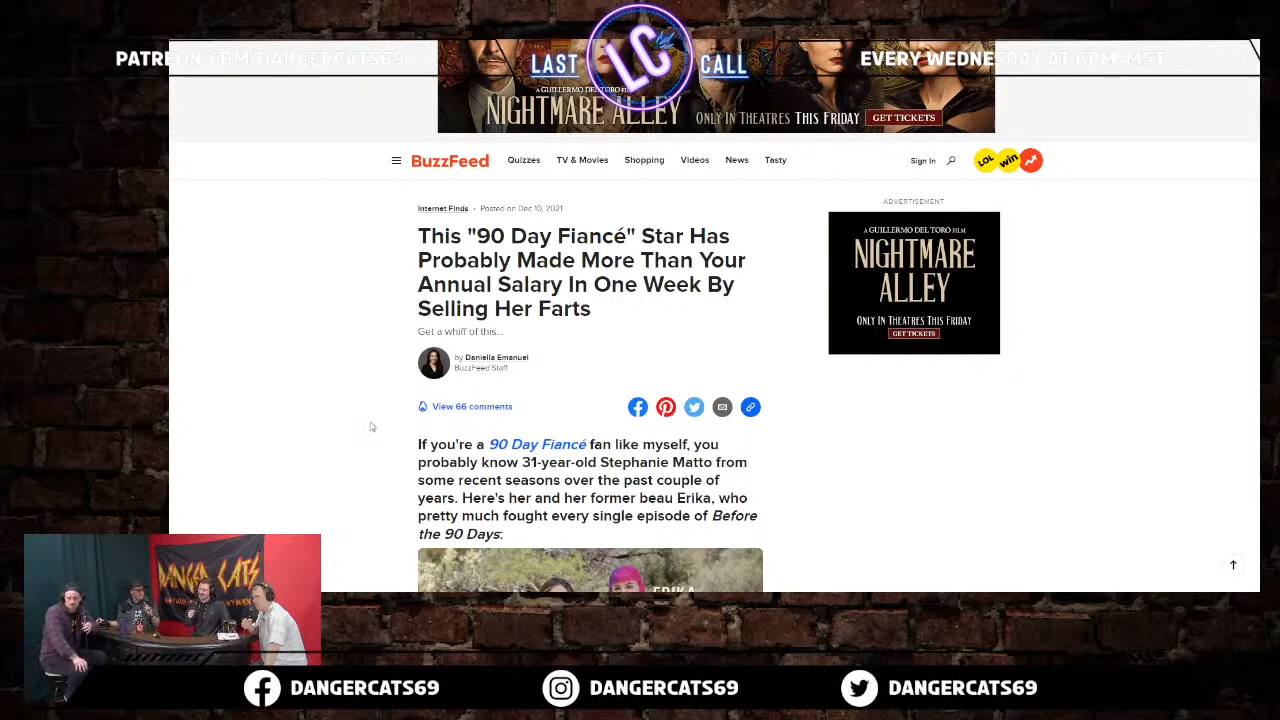 PATREON.COM/DANGERCATS69
LAST LC CALL
EVERY WEDNESDAY AT 6PM-MST
A GUILLERMO DEL TORO FILM
NIGHTMARE ALLEY
ONLY IN THEATRES THIS FRIDAY
GET TICKETS
BuzzFeed
Quizzes
TV & Movies
Shopping
Videos
News
Tasty
Sign In
LOL
win
Internet Finds · Posted on Dec 10, 2021
This "90 Day Fiancé" Star Has
Probably Made More Than Your
Annual Salary In One Week By
Selling Her Farts
Get a whiff of this...
by Daniella Emanuel
BuzzFeed Staff
View 66 comments
ADVERTISEMENT
A GUILLERMO DEL TORO FILM
NIGHTMARE
ALLEY
ONLY IN THEATRES THIS FRIDAY
GET TICKETS
If you're a 90 Day Fiancé fan like myself, you
probably know 31-year-old Stephanie Matto from
some recent seasons over the past couple of
years. Here's her and her former beau Erika, who
pretty much fought every single episode of Before
the 90 Days:
ERIKA
DANGER CATS
DANGERCATS69
DANGERCATS69
DANGERCATS69